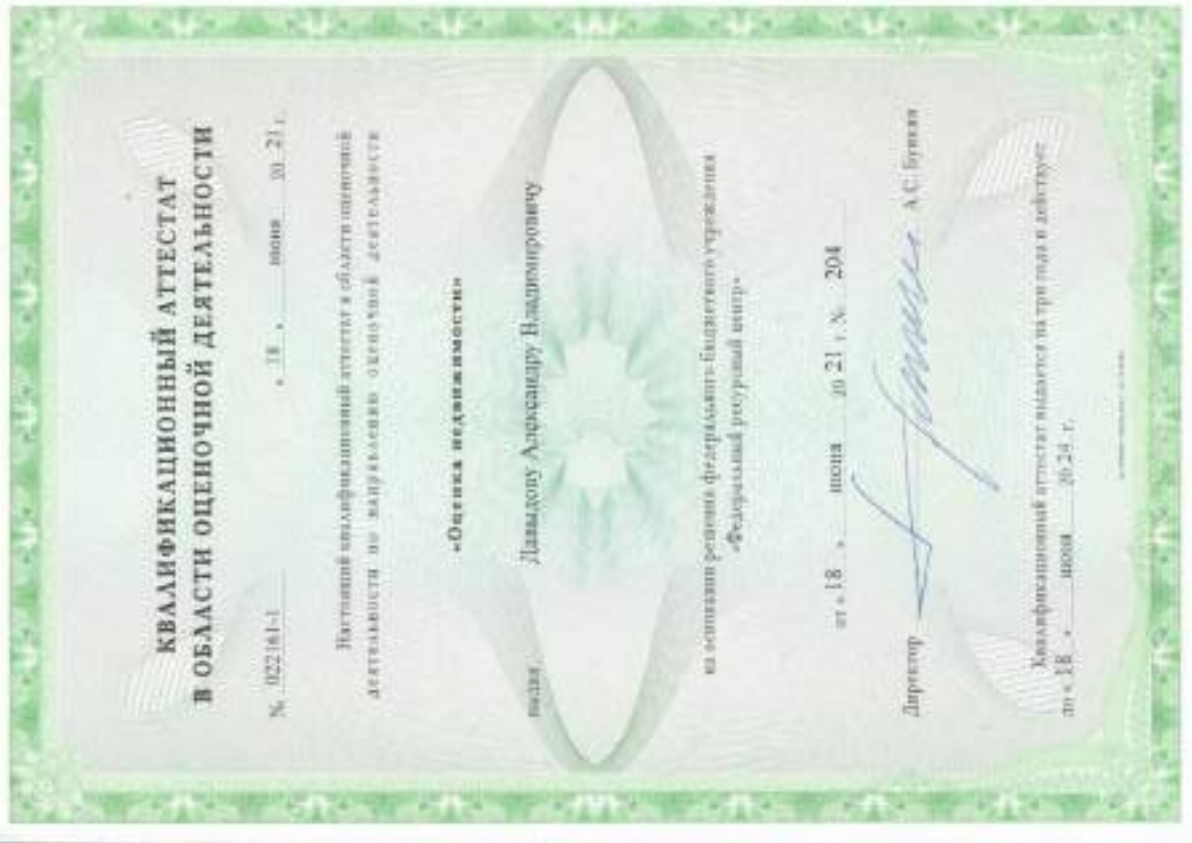 КВАЛИФИКАЦИОННЫЙ АТТЕСТАТ
В ОБЛАСТИ ОЦЕНОЧНОЙ ДЕЯТЕЛЬНОСТИ
№ 022161-1 « 18 » июня 20 21 г.
Настоящий квалификационный аттестат в области оценочной
деятельности по направлению оценочной деятельности
«Оценка недвижимости»
выдан Давыдову Александру Владимировичу
на основании решения федерального бюджетного учреждения
«Федеральный ресурсный центр»
от « 18 » июня 20 21 г. № 204
Директор А.С. Бункин
Квалификационный аттестат выдается на три года и действует
до « 18 » июня 20 24 г.